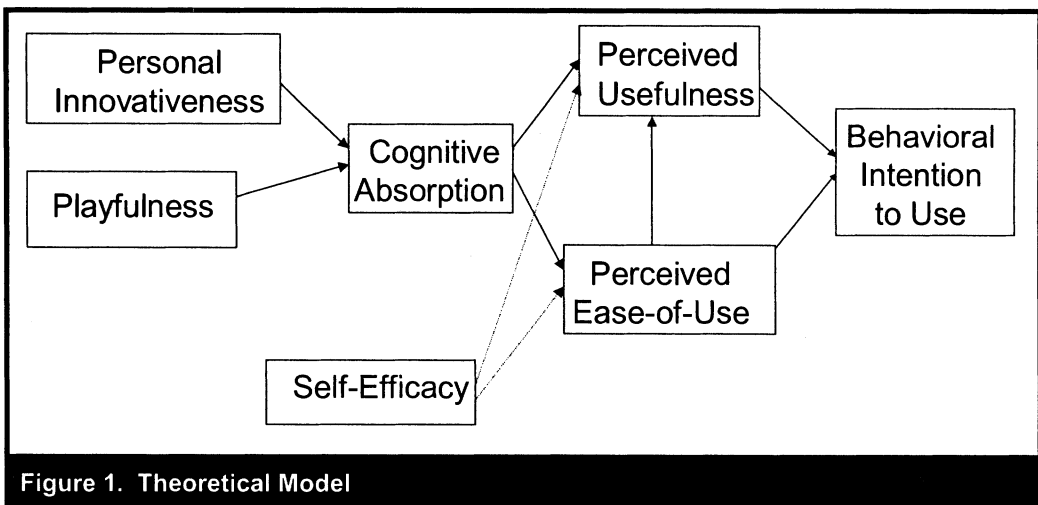 Personal
Innovativeness
Playfulness
Cognitive
Absorption
Perceived
Usefulness
Perceived
Ease-of-Use
Self-Efficacy
Behavioral
Intention
to Use
Figure 1. Theoretical Model